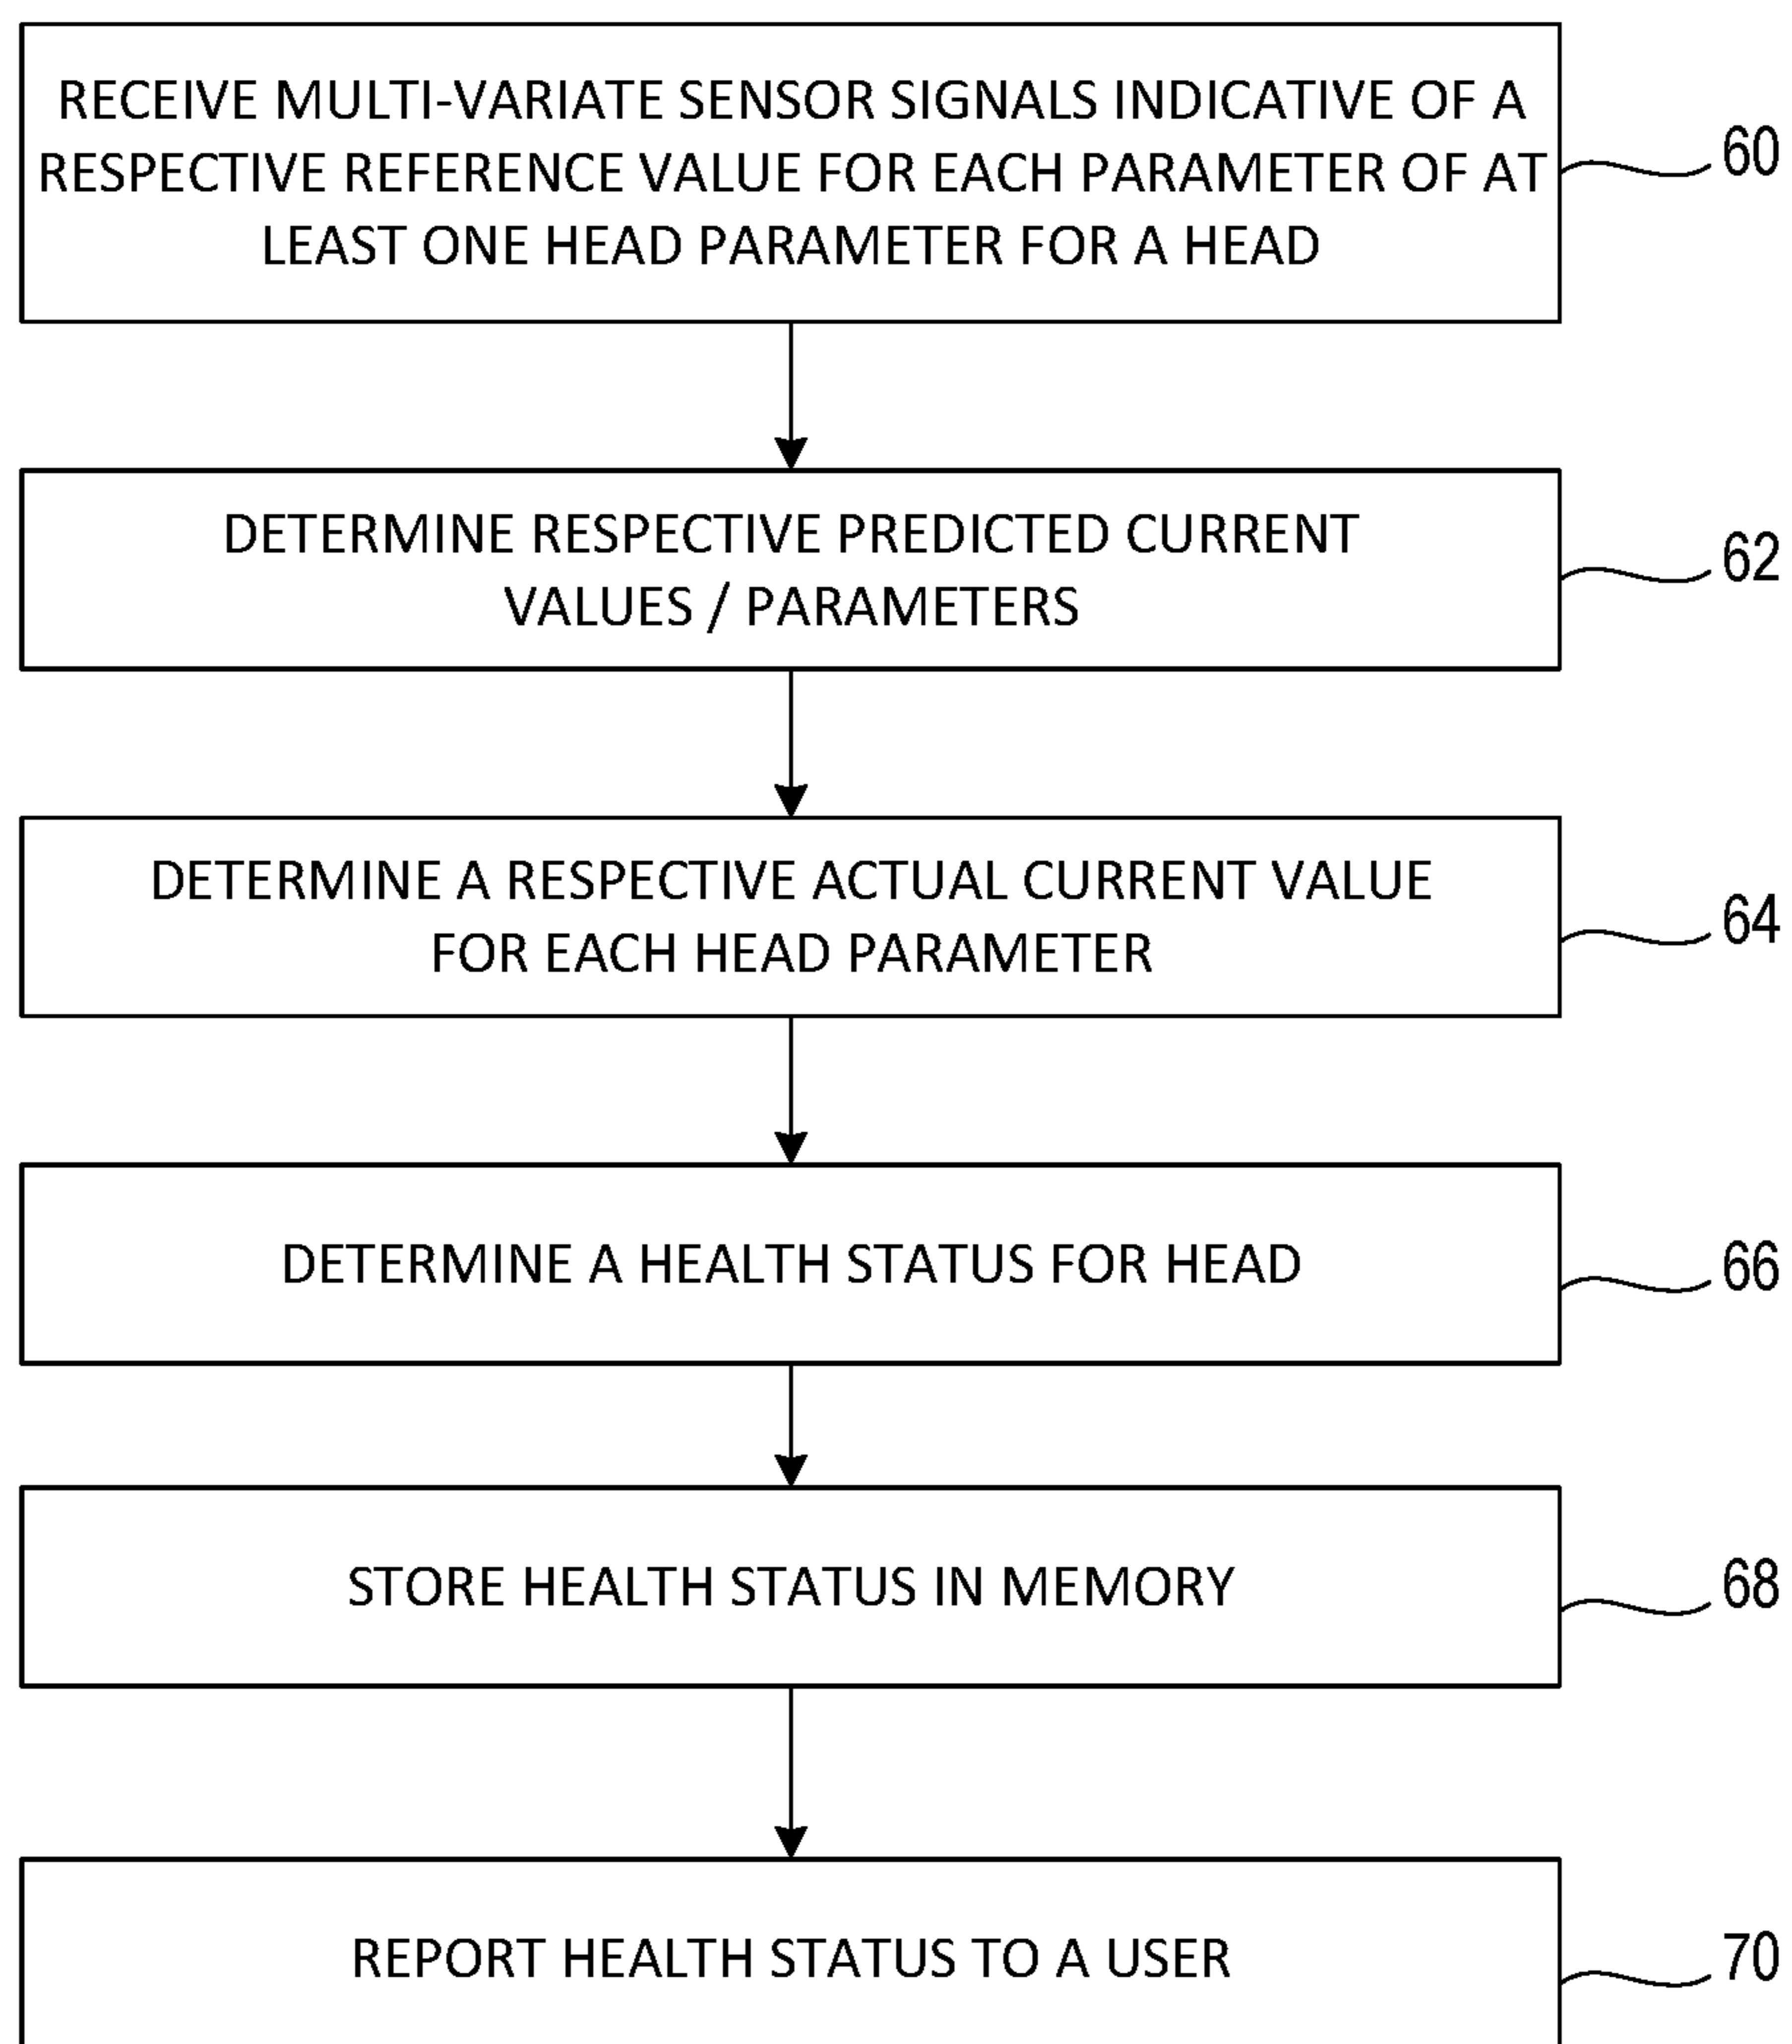 RECEIVE MULTI-VARIATE SENSOR SIGNALS INDICATIVE OF A
RESPECTIVE REFERENCE VALUE FOR EACH PARAMETER OF AT
LEAST ONE HEAD PARAMETER FOR A HEAD
60
DETERMINE RESPECTIVE PREDICTED CURRENT
VALUES / PARAMETERS
62
DETERMINE A RESPECTIVE ACTUAL CURRENT VALUE
FOR EACH HEAD PARAMETER
64
DETERMINE A HEALTH STATUS FOR HEAD
66
STORE HEALTH STATUS IN MEMORY
68
REPORT HEALTH STATUS TO A USER
70